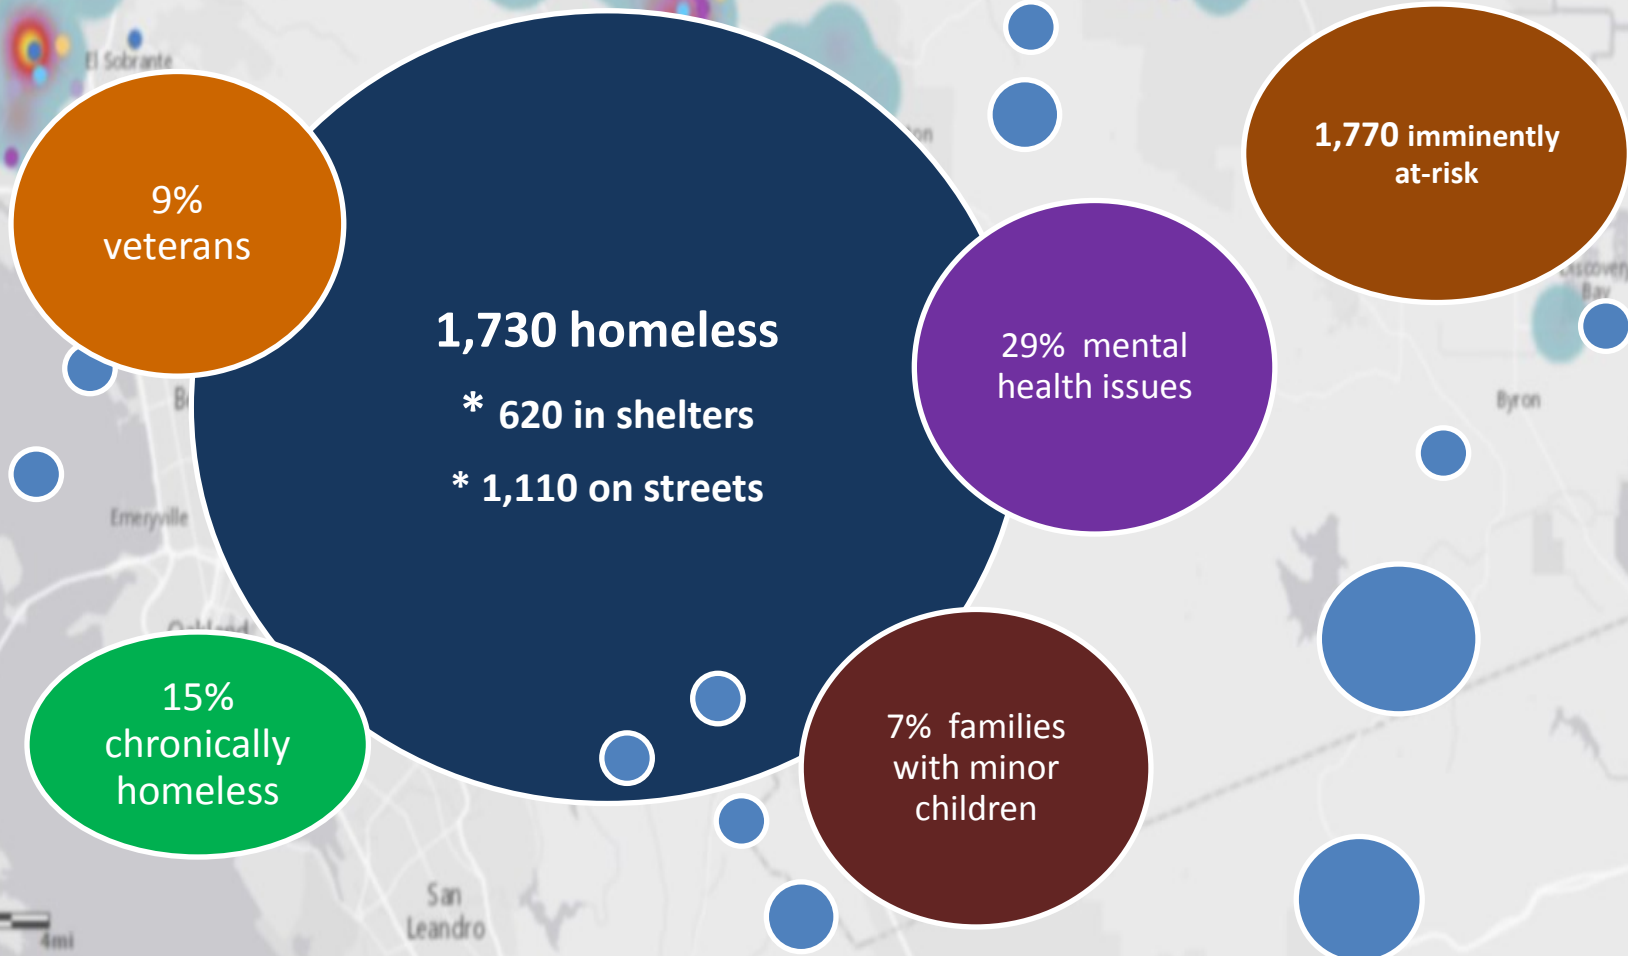 El Sobrante
9%
veterans
1,770 imminently
at-risk
1,730 homeless
* 620 in shelters
* 1,110 on streets
29% mental
health issues
Bay
Byron
Emeryville
15%
chronically
homeless
7% families
with minor
children
San
Leandro
4mi